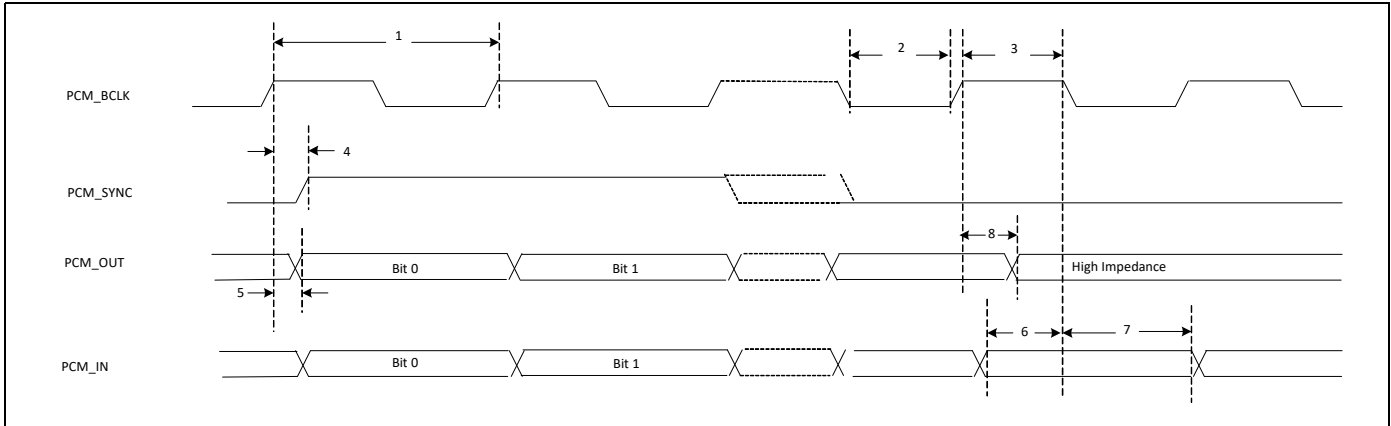 1
2
3
PCM_BCLK
4
PCM_SYNC
8
PCM_OUT
Bit 0
Bit 1
High Impedance
5
6
7
PCM_IN
Bit 0
Bit 1